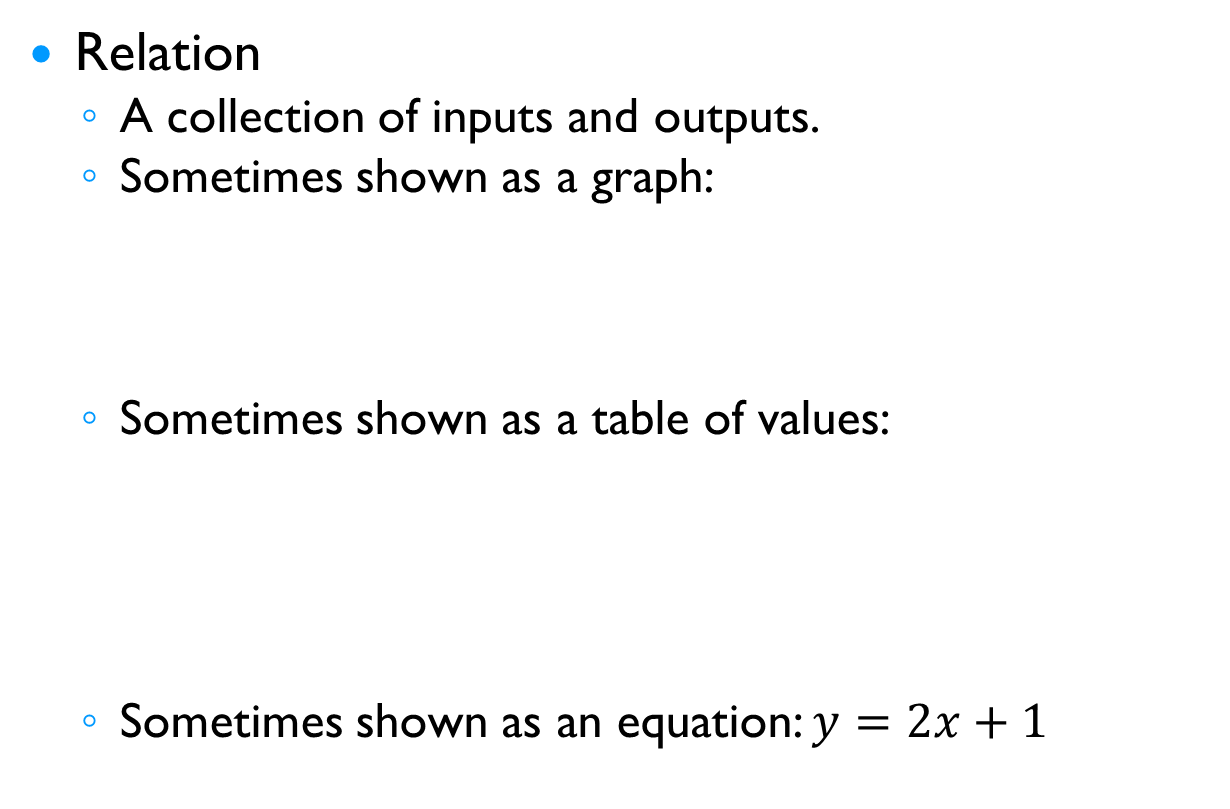 • Relation
◦ A collection of inputs and outputs.
◦ Sometimes shown as a graph:
◦ Sometimes shown as a table of values:
◦ Sometimes shown as an equation: y = 2x + 1